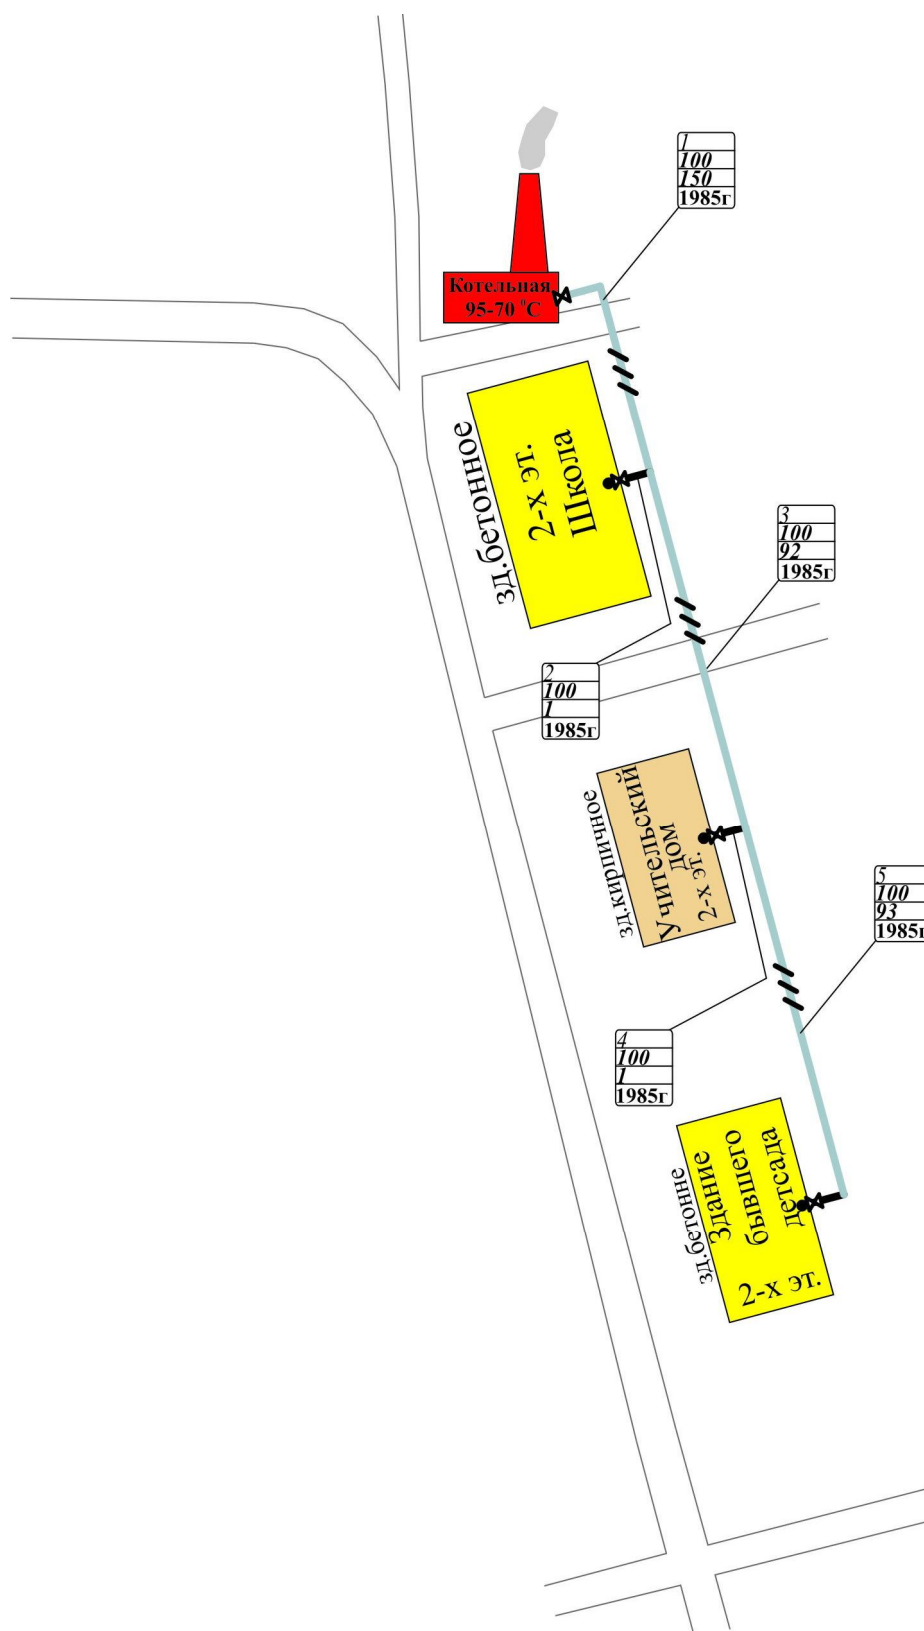 1
100
150
1985г
Котельная
95-70 °С
зд.бетонное
2-х эт.
Школа
3
100
92
1985г
2
100
1
1985г
зд.кирпичное
Учительский
дом
2-х эт.
5
100
93
1985г
4
100
1
1985г
зд.бетонне
Здание
бывшего
детсада
2-х эт.